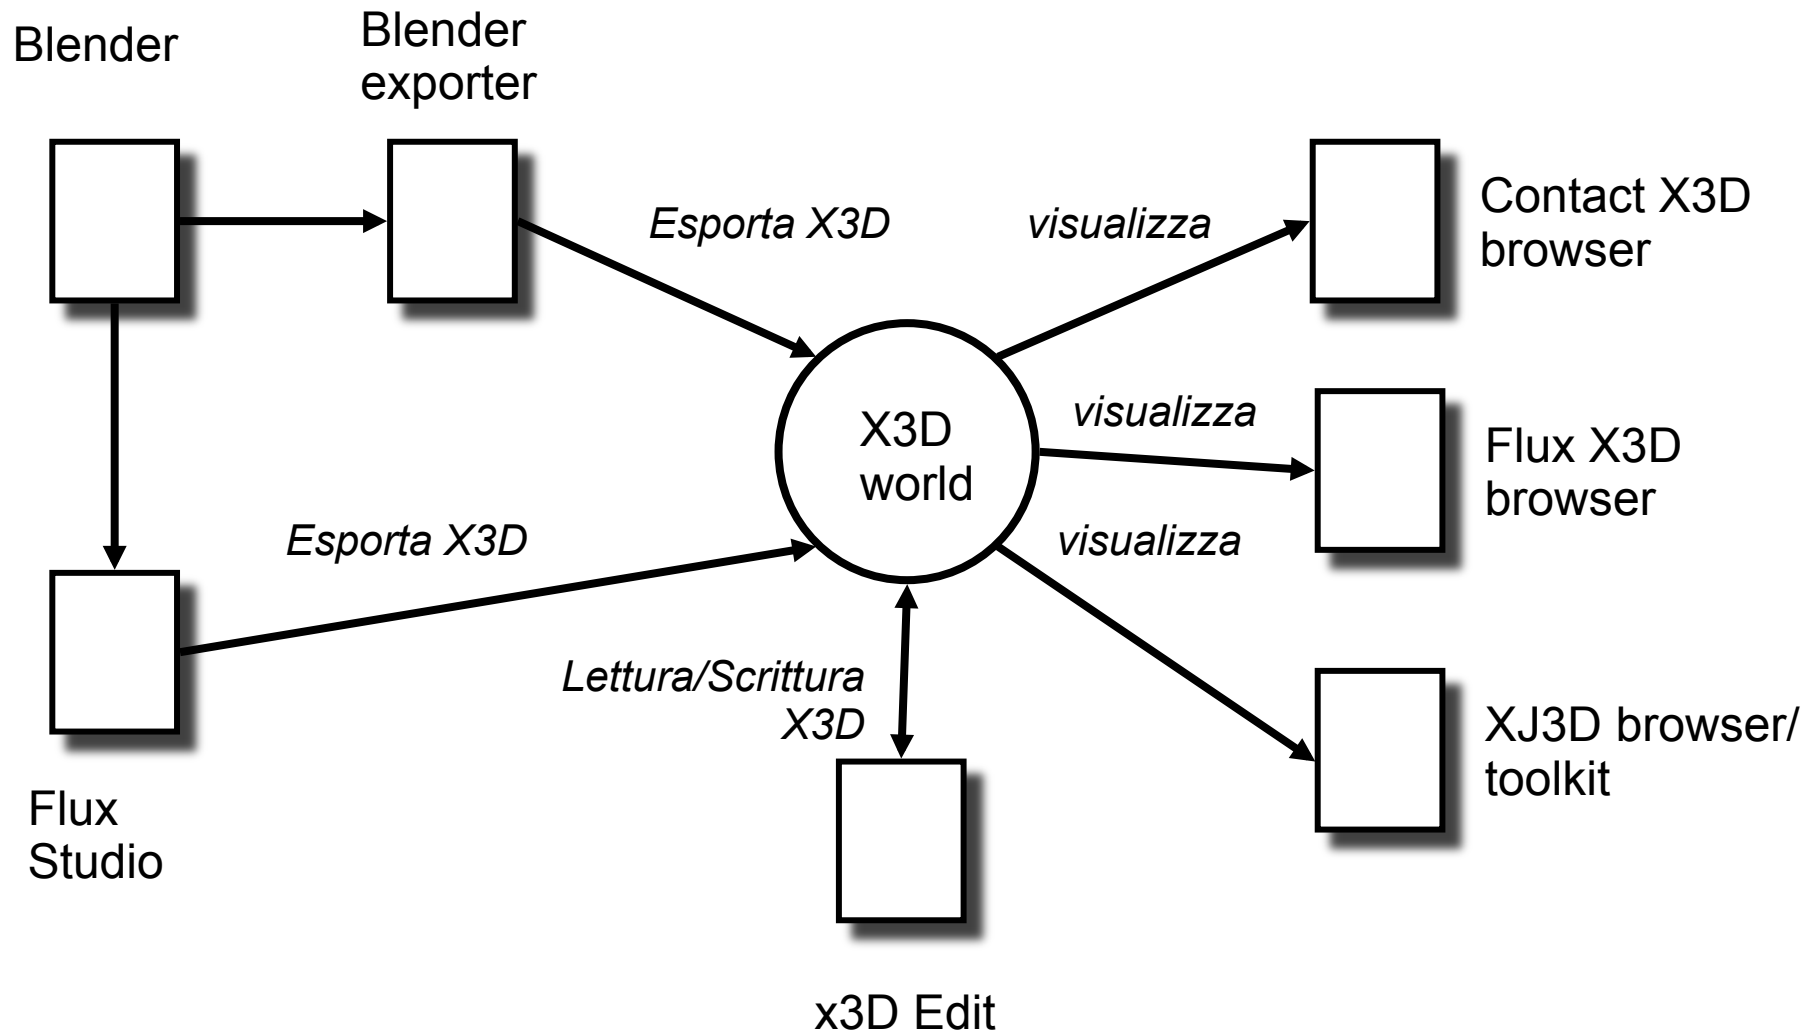 Blender
Blender
exporter
Esporta X3D
visualizza
Contact X3D
browser
X3D
world
visualizza
Flux X3D
browser
Esporta X3D
visualizza
Lettura/Scrittura
X3D
XJ3D browser/
toolkit
Flux
Studio
x3D Edit